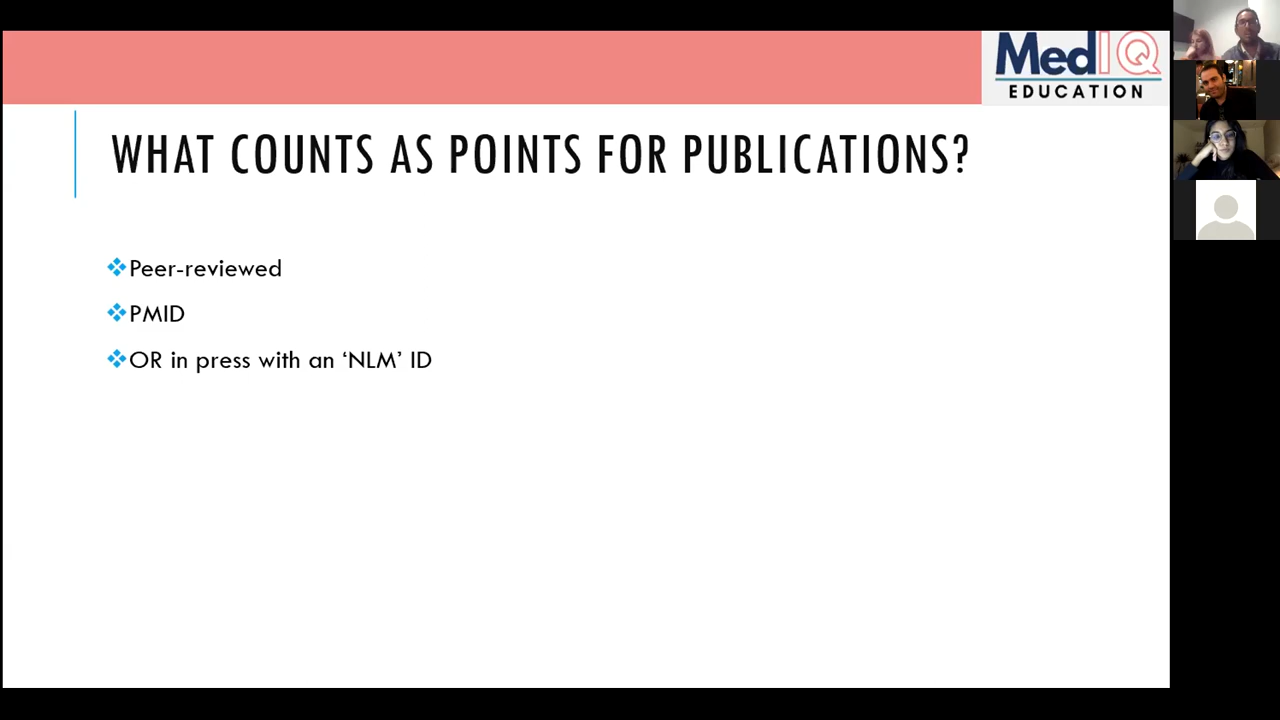 MedIQ
EDUCATION
WHAT COUNTS AS POINTS FOR PUBLICATIONS?
Peer-reviewed
PMID
OR in press with an ‘NLM’ ID